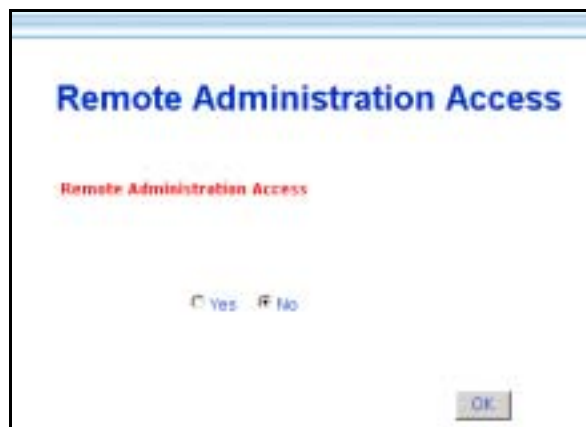 Remote Administration Access
Remote Administration Access
Yes No
OK